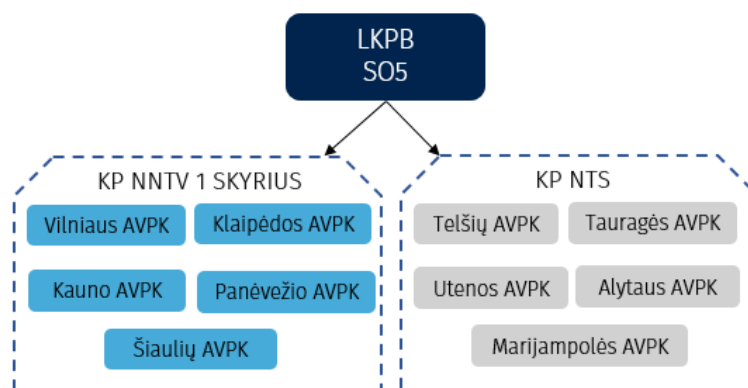 LKPB
SO5
KP NNTV 1 SKYRIUS
Vilniaus AVPK
Klaipėdos AVPK
Kauno AVPK
Panėvežio AVPK
Šiaulių AVPK
KP NTS
Telšių AVPK
Tauragės AVPK
Utenos AVPK
Alytaus AVPK
Marijampolės AVPK